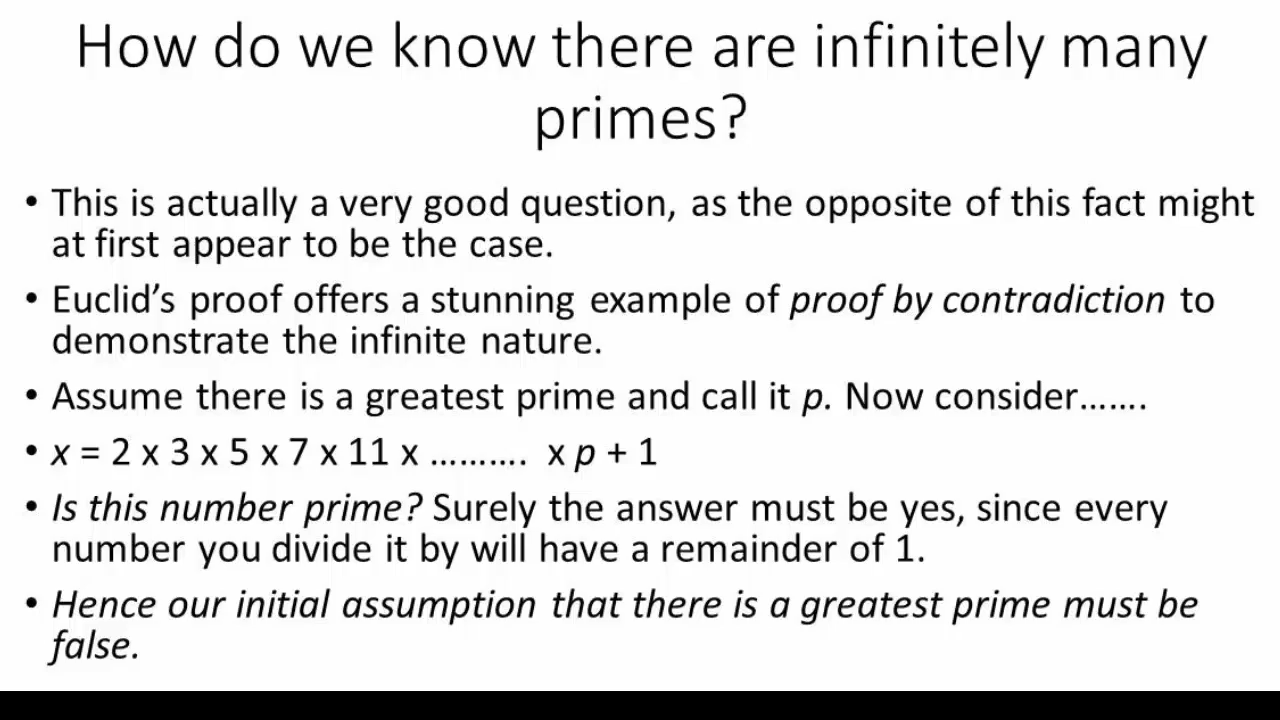 How do we know there are infinitely many
primes?
• This is actually a very good question, as the opposite of this fact might
at first appear to be the case.
• Euclid’s proof offers a stunning example of proof by contradiction to
demonstrate the infinite nature.
• Assume there is a greatest prime and call it p. Now consider…….
• x = 2 x 3 x 5 x 7 x 11 x ………. x p + 1
• Is this number prime? Surely the answer must be yes, since every
number you divide it by will have a remainder of 1.
• Hence our initial assumption that there is a greatest prime must be
false.